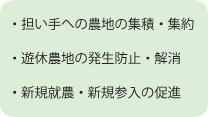 ・担い手への農地の集積・集約
・遊休農地の発生防止・解消
・新規就農・新規参入の促進